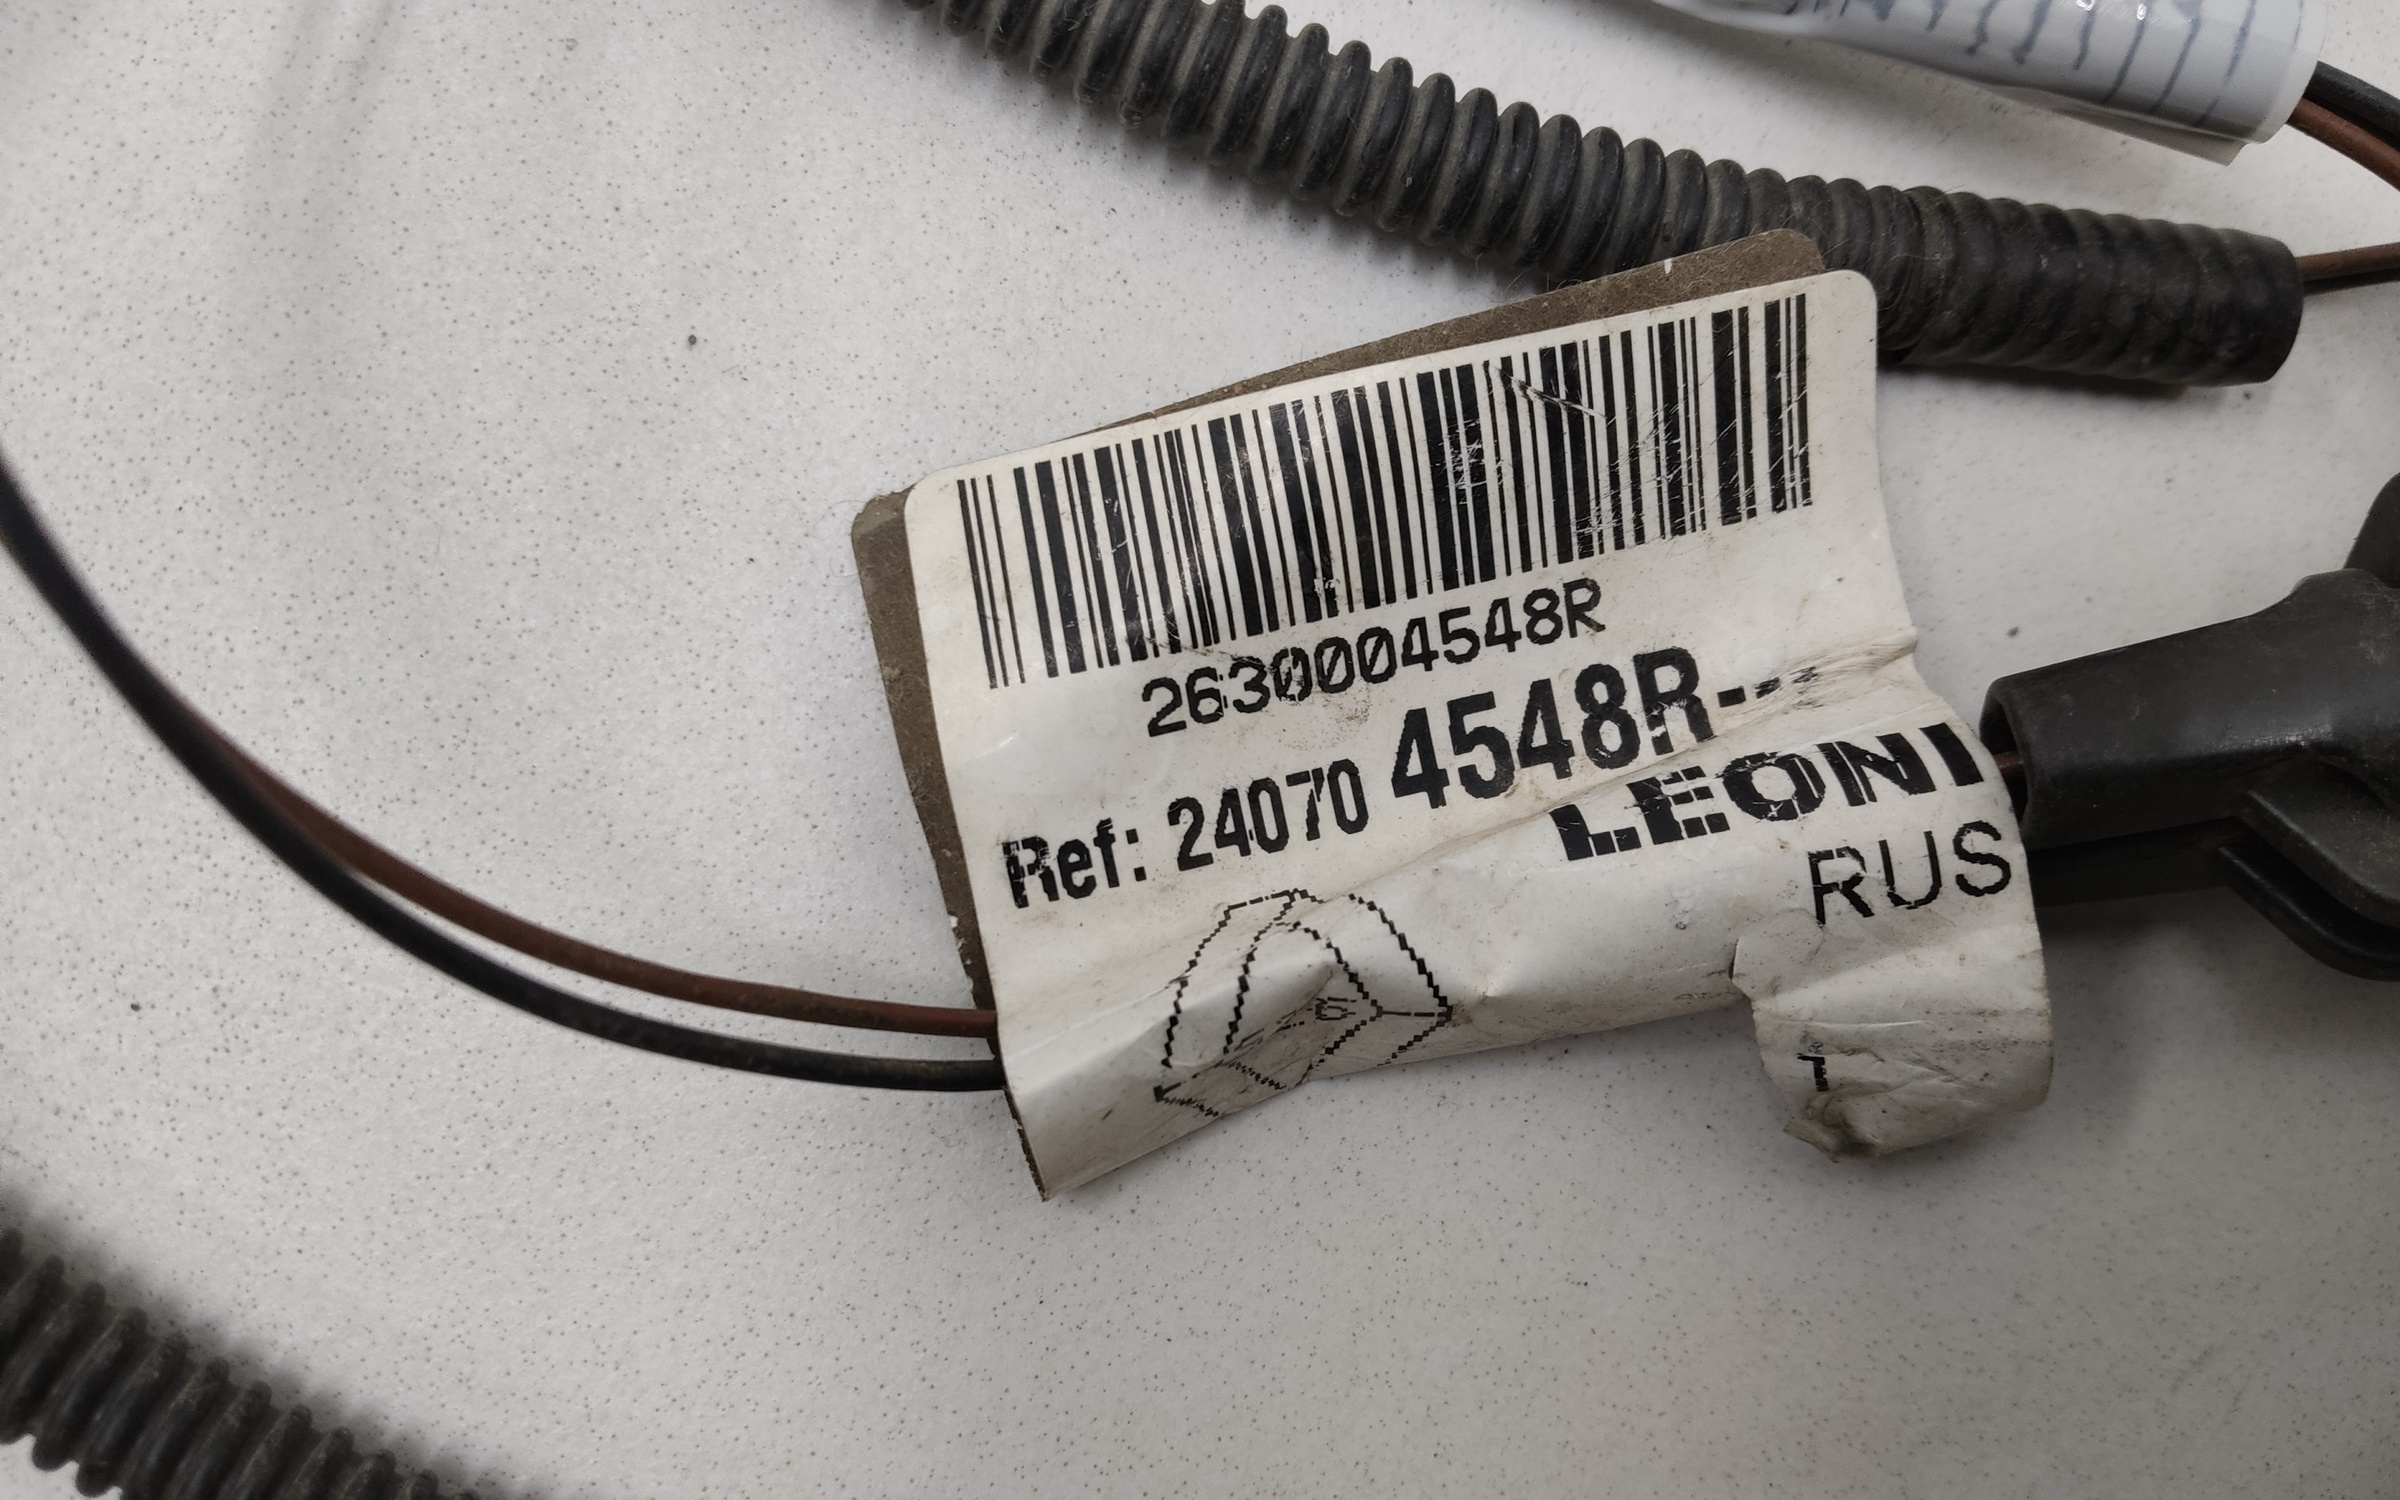 2630004548R
Ref: 24070 4548R---
LEONI
RUS